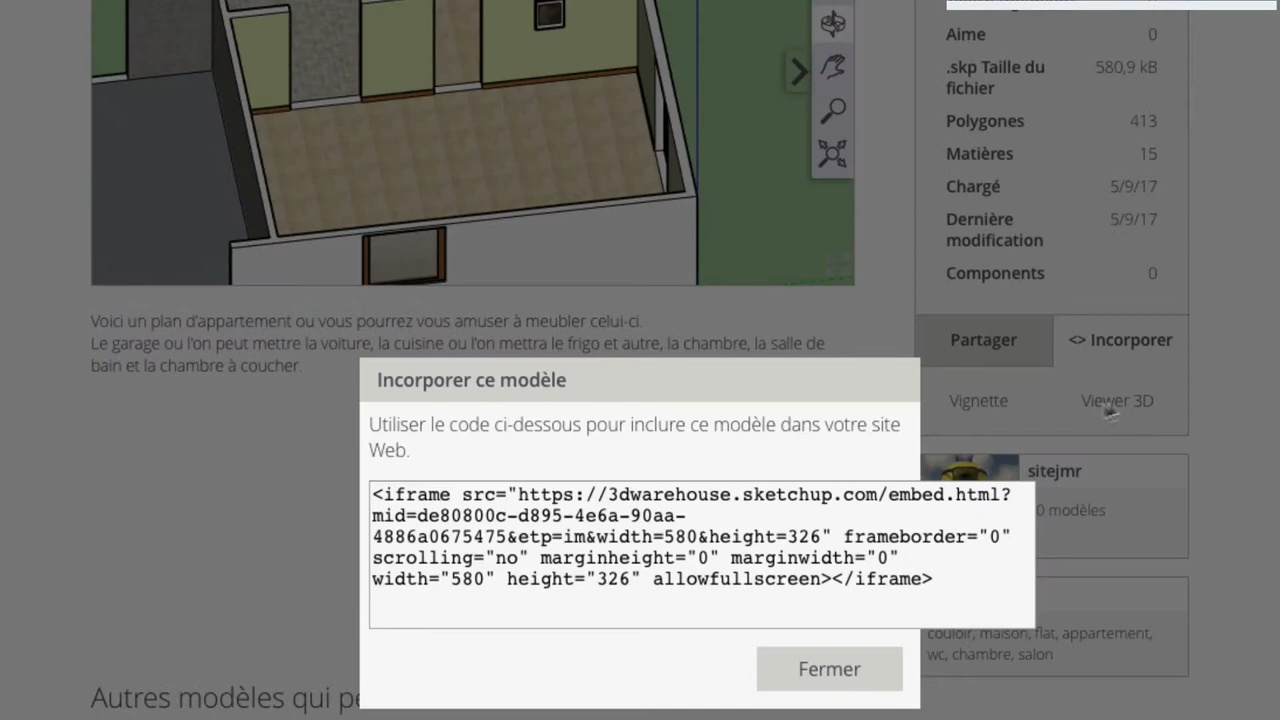 Aime 0
.skp Taille du 580,9 kB
fichier
Polygones 413
Matières 15
Chargé 5/9/17
Dernière 5/9/17
modification
Components 0
Partager <> Incorporer
Vignette Viewer 3D
Voici un plan d'appartement ou vous pourrez vous amuser à meubler celui-ci.
Le garage ou l'on peut mettre la voiture, la cuisine ou l'on mettra le frigo et autre, la chambre, la salle de
bain et la chambre à coucher.
Incorporer ce modèle
Utiliser le code ci-dessous pour inclure ce modèle dans votre site
Web.
<iframe src="https://3dwarehouse.sketchup.com/embed.html?
mid=de80800c-d895-4e6a-90aa-
4886a0675475&etp=im&width=580&height=326" frameborder="0"
scrolling="no" marginheight="0" marginwidth="0"
width="580" height="326" allowfullscreen></iframe>
Fermer
sitejmr
0 modèles
couloir, maison, flat, appartement,
wc, chambre, salon
Autres modèles qui